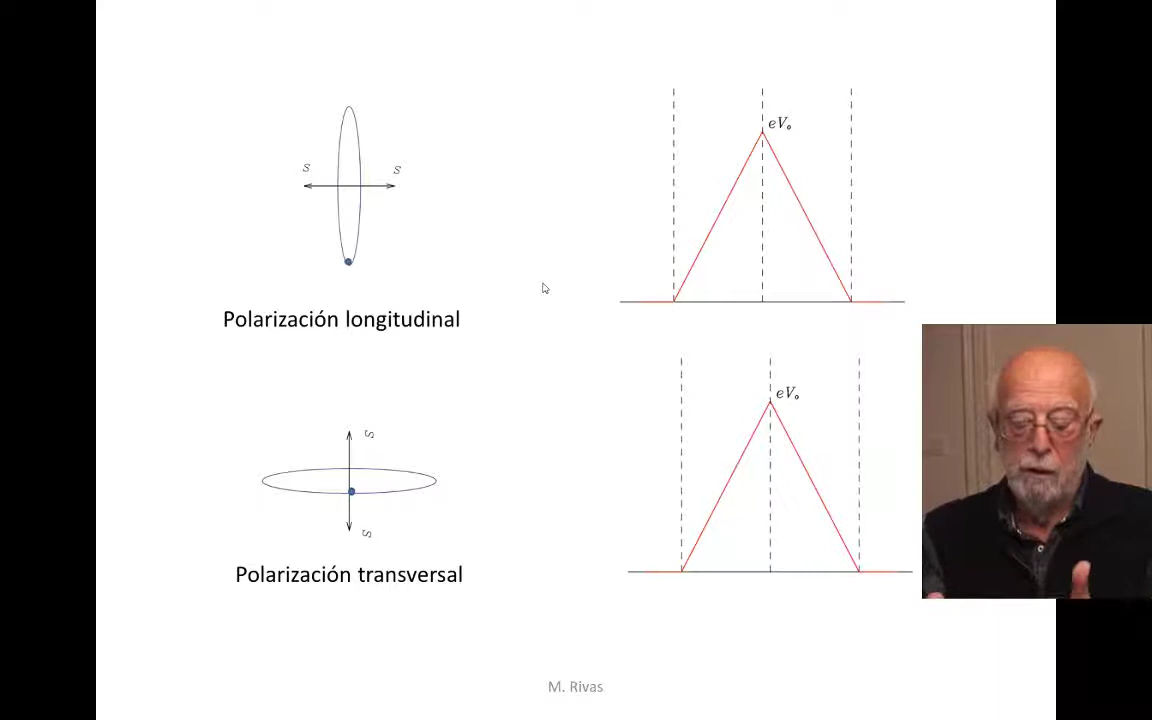 eV₀
S S
Polarización longitudinal
eV₀
S
S
Polarización transversal
M. Rivas